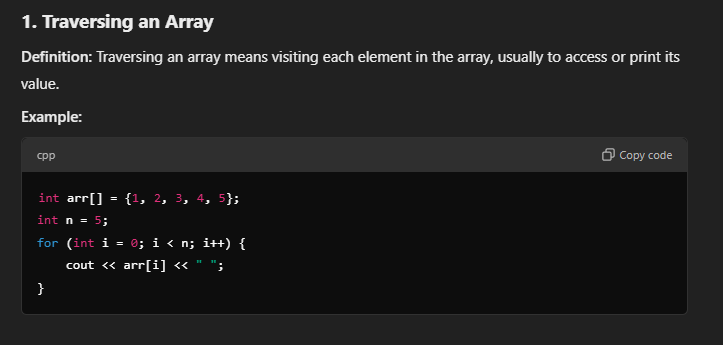 1. Traversing an Array
Definition: Traversing an array means visiting each element in the array, usually to access or print its
value.
Example:
cpp
Copy code
int arr[] = {1, 2, 3, 4, 5};
int n = 5;
for (int i = 0; i < n; i++) {
    cout << arr[i] << " ";
}